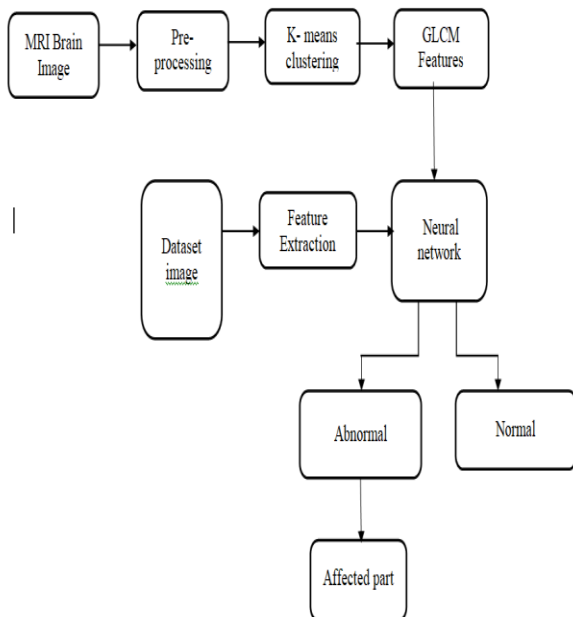 MRI Brain
Image
Pre-
processing
K- means
clustering
GLCM
Features
Dataset
image
Feature
Extraction
Neural
network
Abnormal
Normal
Affected part